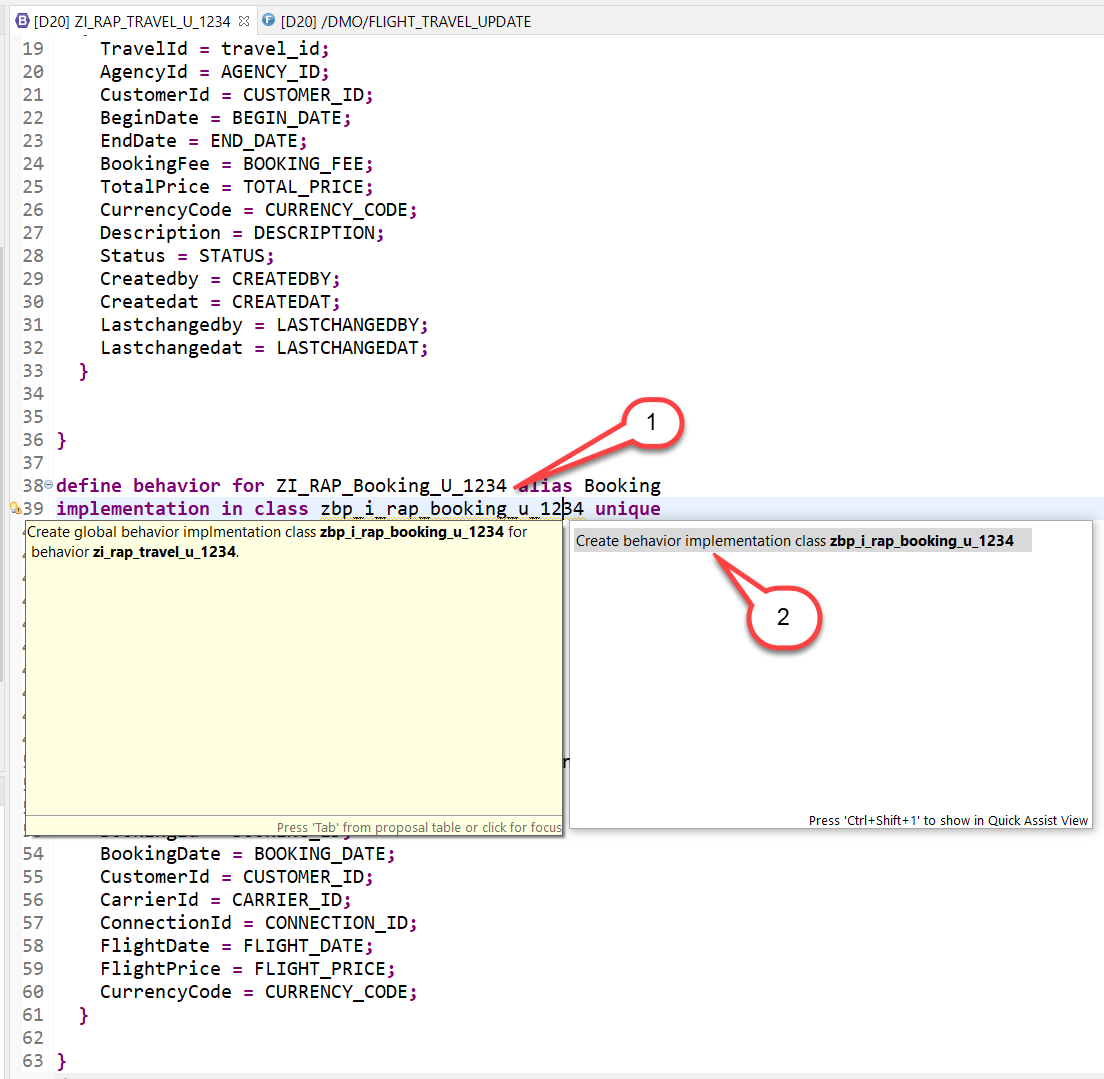 [D20] ZI_RAP_TRAVEL_U_1234 [D20] /DMO/FLIGHT_TRAVEL_UPDATE
19 TravelId = travel_id;
20 AgencyId = AGENCY_ID;
21 CustomerId = CUSTOMER_ID;
22 BeginDate = BEGIN_DATE;
23 EndDate = END_DATE;
24 BookingFee = BOOKING_FEE;
25 TotalPrice = TOTAL_PRICE;
26 CurrencyCode = CURRENCY_CODE;
27 Description = DESCRIPTION;
28 Status = STATUS;
29 Createdby = CREATEDBY;
30 Createdat = CREATEDAT;
31 Lastchangedby = LASTCHANGEDBY;
32 Lastchangedat = LASTCHANGEDAT;
33 }
34
35
36 }
37
1
38 define behavior for ZI_RAP_Booking_U_1234 alias Booking
39 implementation in class zbp_i_rap_booking_u_1234 unique
Create global behavior implmentation class zbp_i_rap_booking_u_1234 for
behavior zi_rap_travel_u_1234.
Create behavior implementation class zbp_i_rap_booking_u_1234
2
Press 'Tab' from proposal table or click for focus
Press 'Ctrl+Shift+1' to show in Quick Assist View
54 BookingDate = BOOKING_DATE;
55 CustomerId = CUSTOMER_ID;
56 CarrierId = CARRIER_ID;
57 ConnectionId = CONNECTION_ID;
58 FlightDate = FLIGHT_DATE;
59 FlightPrice = FLIGHT_PRICE;
60 CurrencyCode = CURRENCY_CODE;
61 }
62
63 }